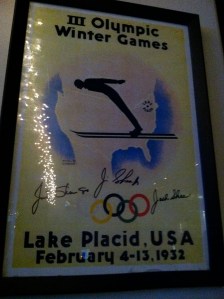 III Olympic
Winter Games
Lake Placid, USA
February 4-13, 1932